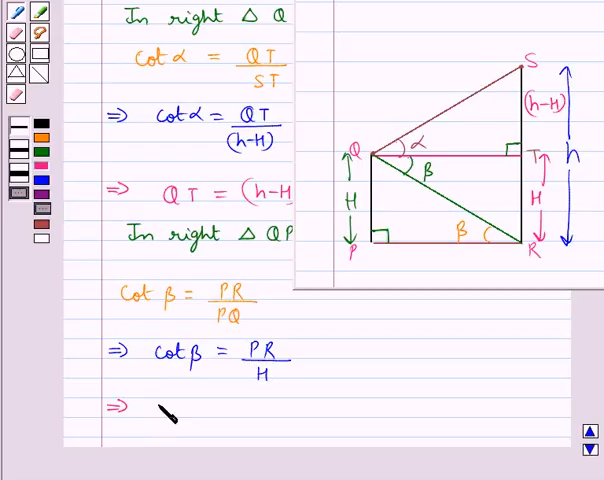 In right △ Q
cot α = QT / ST
⇒ cot α = QT / (h-H)
⇒ QT = (h-H)
In right △ QP
cot β = PR / PQ
⇒ cot β = PR / H
⇒
S
(h-H)
Q α T h
β
H H
β
P R